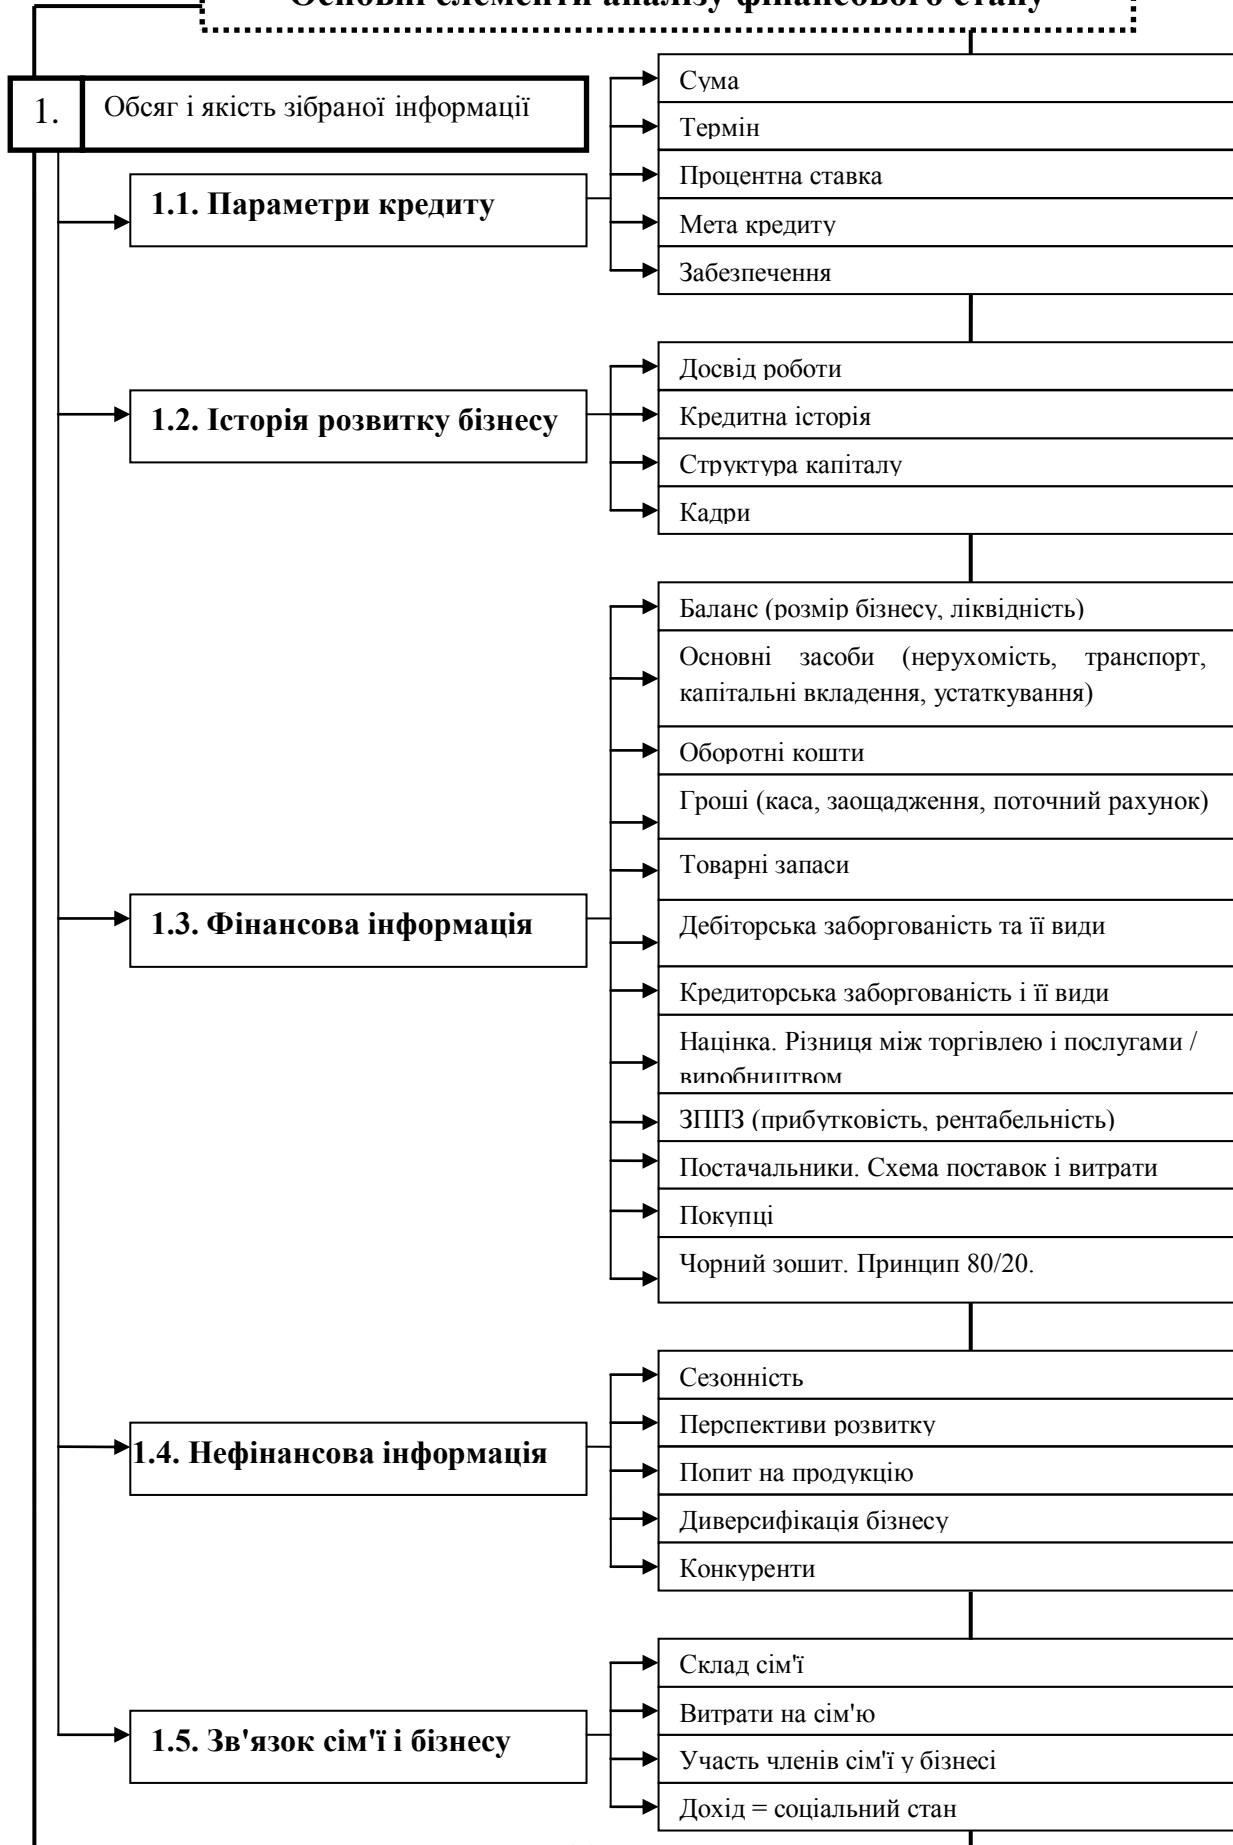 Основні елементи аналізу фінансового стану
1. Обсяг і якість зібраної інформації
1.1. Параметри кредиту
Сума
Термін
Процентна ставка
Мета кредиту
Забезпечення
1.2. Історія розвитку бізнесу
Досвід роботи
Кредитна історія
Структура капіталу
Кадри
1.3. Фінансова інформація
Баланс (розмір бізнесу, ліквідність)
Основні засоби (нерухомість, транспорт,
капітальні вкладення, устаткування)
Оборотні кошти
Гроші (каса, заощадження, поточний рахунок)
Товарні запаси
Дебіторська заборгованість та її види
Кредиторська заборгованість і її види
Націнка. Різниця між торгівлею і послугами /
виробництвом
ЗППЗ (прибутковість, рентабельність)
Постачальники. Схема поставок і витрати
Покупці
Чорний зошит. Принцип 80/20.
1.4. Нефінансова інформація
Сезонність
Перспективи розвитку
Попит на продукцію
Диверсифікація бізнесу
Конкуренти
1.5. Зв'язок сім'ї і бізнесу
Склад сім'ї
Витрати на сім'ю
Участь членів сім'ї у бізнесі
Дохід = соціальний стан